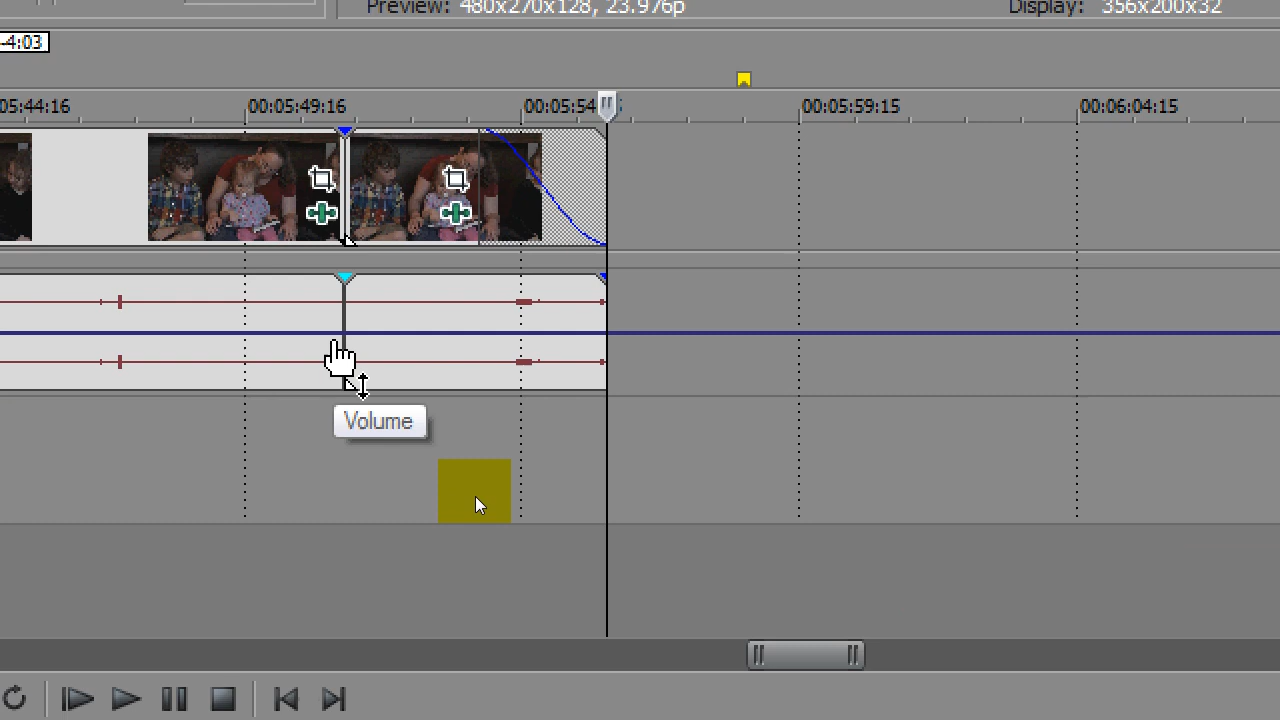 Preview: 480x270x128, 23.976p
Display: 356x200x32
-4:03
05:44:16
00:05:49:16
00:05:54
00:05:59:15
00:06:04:15
Volume